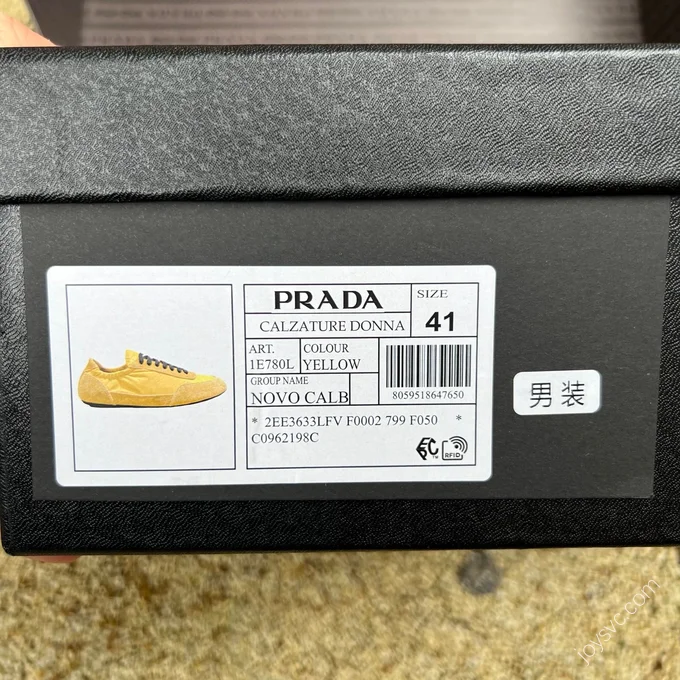 PRADA
SIZE
CALZATURE DONNA
41
ART.
COLOUR
1E780L
YELLOW
GROUP NAME
NOVO CALB
8059518647650
* 2EE3633LFV F0002 799 F050 *
C0962198C
RFID
男装
joysvc.com